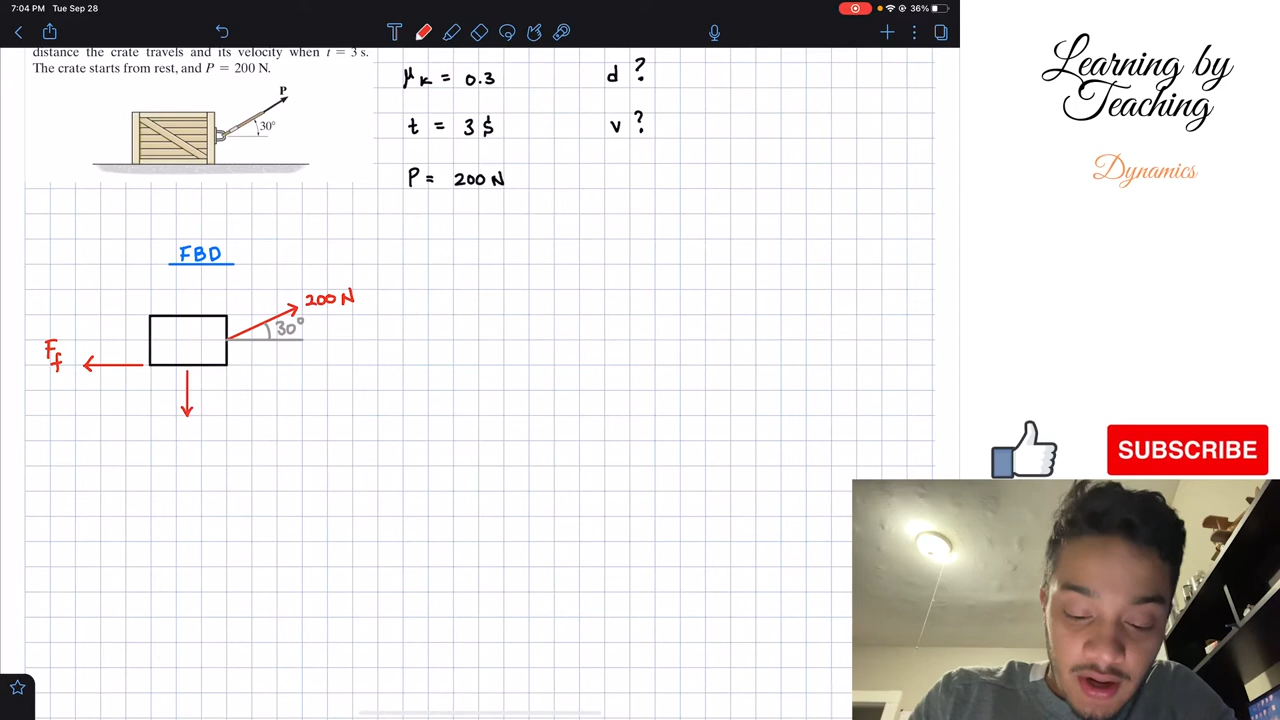 7:04 PM Tue Sep 28
36%
distance the crate travels and its velocity when t = 3 s.
The crate starts from rest, and P = 200 N.
P
30°
μk = 0.3
d ?
t = 3 s
v ?
P = 200 N
FBD
200 N
30°
Ff
Learning by
Teaching
Dynamics
SUBSCRIBE